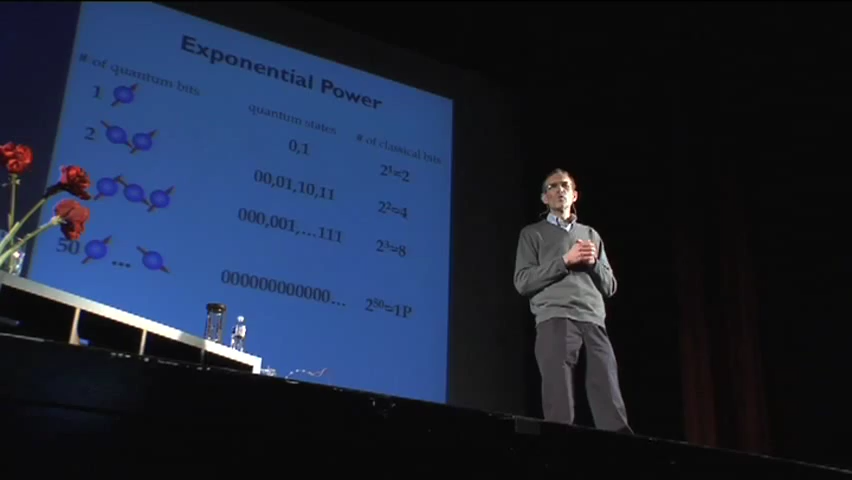 Exponential Power
# of quantum bits quantum states # of classical bits
1 0,1 2¹=2
2 00,01,10,11 2²=4
000,001,...111 2³=8
50 ... 000000000000... 2⁵⁰≈1P